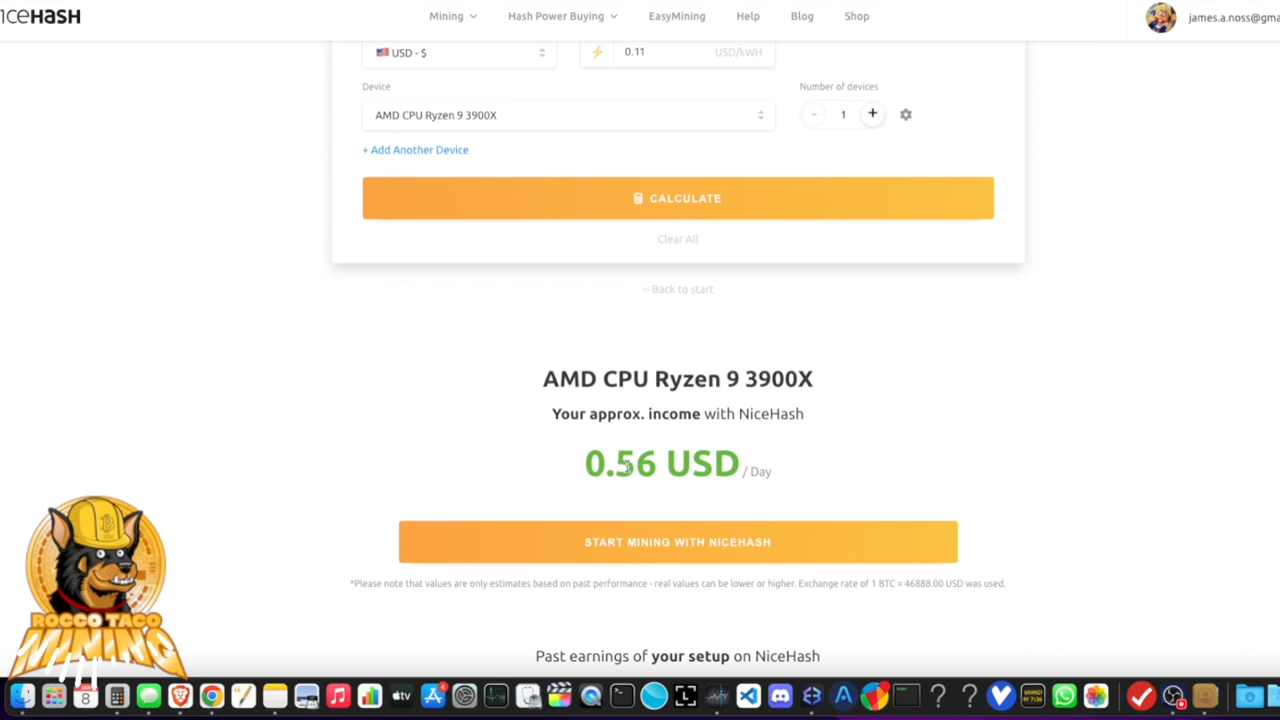 NiceHASH
Mining
Hash Power Buying
EasyMining
Help
Blog
Shop
james.a.noss@gma
USD - $
0.11
USD/kWH
Device
Number of devices
AMD CPU Ryzen 9 3900X
-
1
+
+ Add Another Device
CALCULATE
Clear All
Back to start
AMD CPU Ryzen 9 3900X
Your approx. income with NiceHash
0.56 USD / Day
START MINING WITH NICEHASH
*Please note that values are only estimates based on past performance - real values can be lower or higher. Exchange rate of 1 BTC = 46888.00 USD was used.
ROCCO TACO
MINING
Past earnings of your setup on NiceHash
8
tv